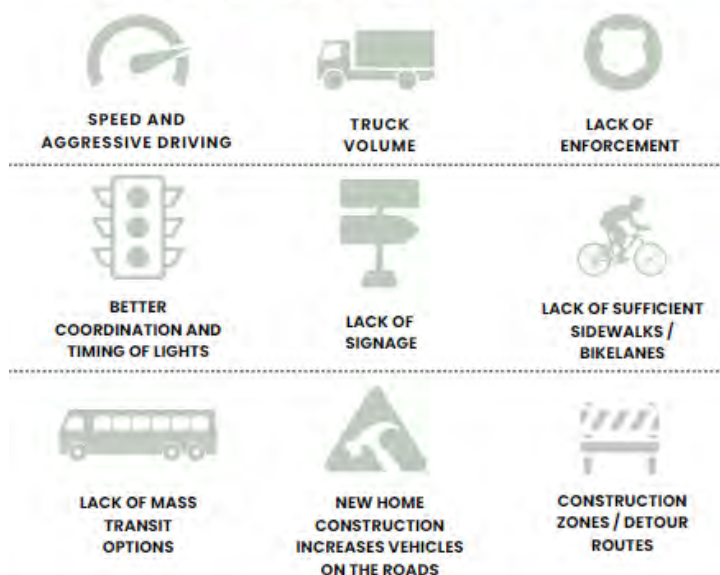 SPEED AND
AGGRESSIVE DRIVING
TRUCK
VOLUME
LACK OF
ENFORCEMENT
BETTER
COORDINATION AND
TIMING OF LIGHTS
LACK OF
SIGNAGE
LACK OF SUFFICIENT
SIDEWALKS /
BIKELANES
LACK OF MASS
TRANSIT
OPTIONS
NEW HOME
CONSTRUCTION
INCREASES VEHICLES
ON THE ROADS
CONSTRUCTION
ZONES / DETOUR
ROUTES